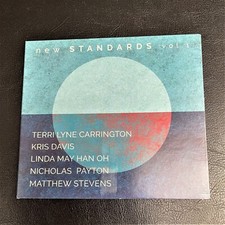 new STANDARDS vol. 1
TERRI LYNE CARRINGTON
KRIS DAVIS
LINDA MAY HAN OH
NICHOLAS PAYTON
MATTHEW STEVENS